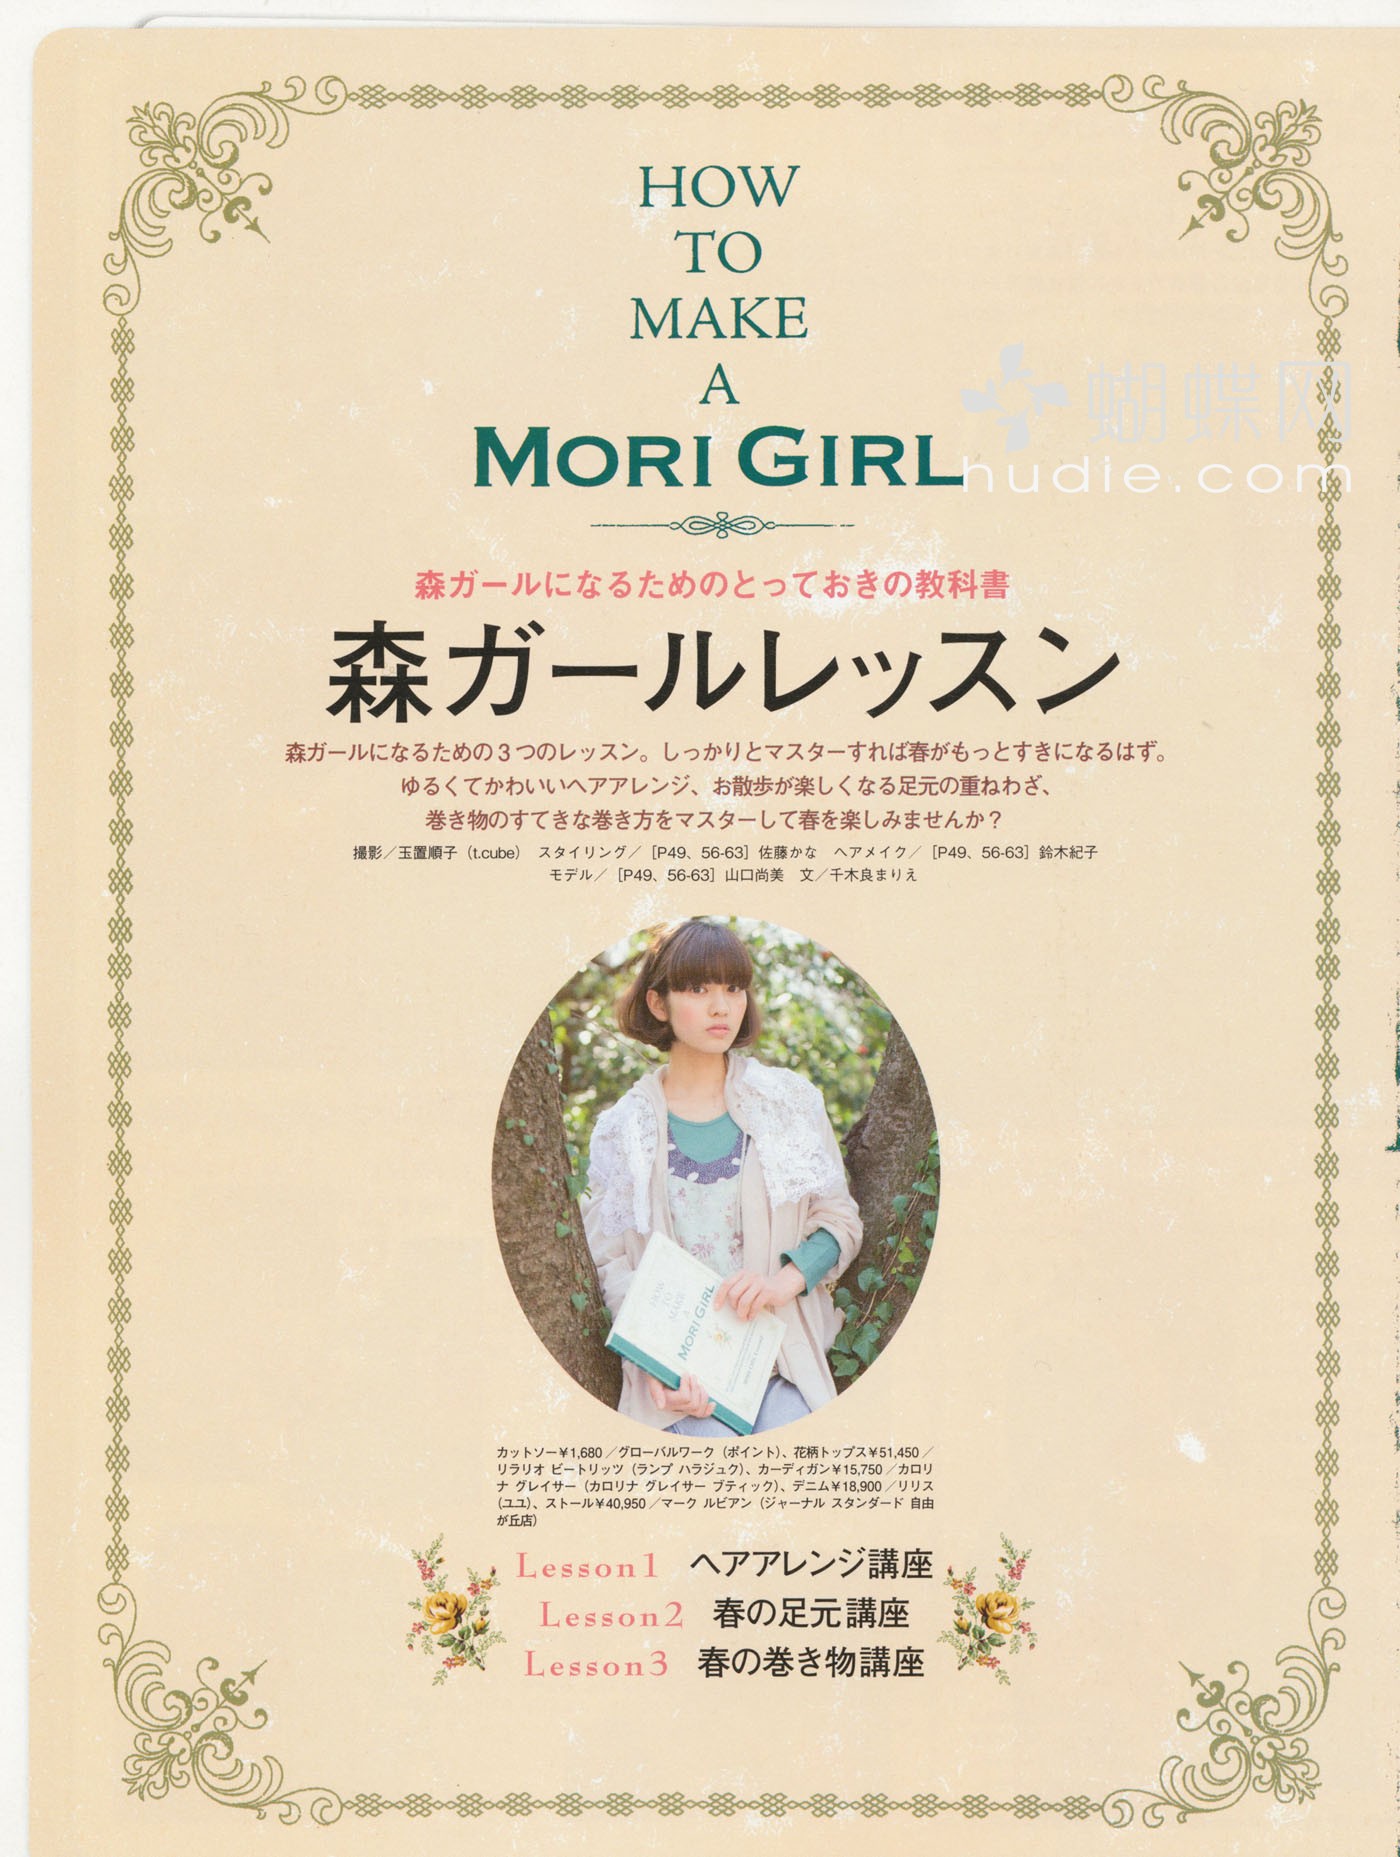 HOW
TO
MAKE
A
MORI GIRL
蝴蝶网
hudie.com
森ガールになるためのとっておきの教科書
森ガールレッスン
森ガールになるための３つのレッスン。しっかりとマスターすれば春がもっとすきになるはず。
ゆるくてかわいいヘアアレンジ、お散歩が楽しくなる足元の重ねわざ、
巻き物のすてきな巻き方をマスターして春を楽しみませんか？
撮影／玉置順子（t.cube）　スタイリング／［P49、56-63］佐藤かな　ヘアメイク／［P49、56-63］鈴木紀子
モデル／［P49、56-63］山口尚美　文／千木良まりえ
HOW
TO
MAKE
A
MORI GIRL
カットソー¥1,680／グローバルワーク（ポイント）、花柄トップス¥51,450／
リラリオ ビートリッツ（ランプ ハラジュク）、カーディガン¥15,750／カロリ
ナ グレイサー（カロリナ グレイサー ブティック）、デニム¥18,900／リリス
（ユユ）、ストール¥40,950／マーク ルビアン（ジャーナル スタンダード 自由
が丘店）
Lesson1　ヘアアレンジ講座
Lesson2　春の足元講座
Lesson3　春の巻き物講座